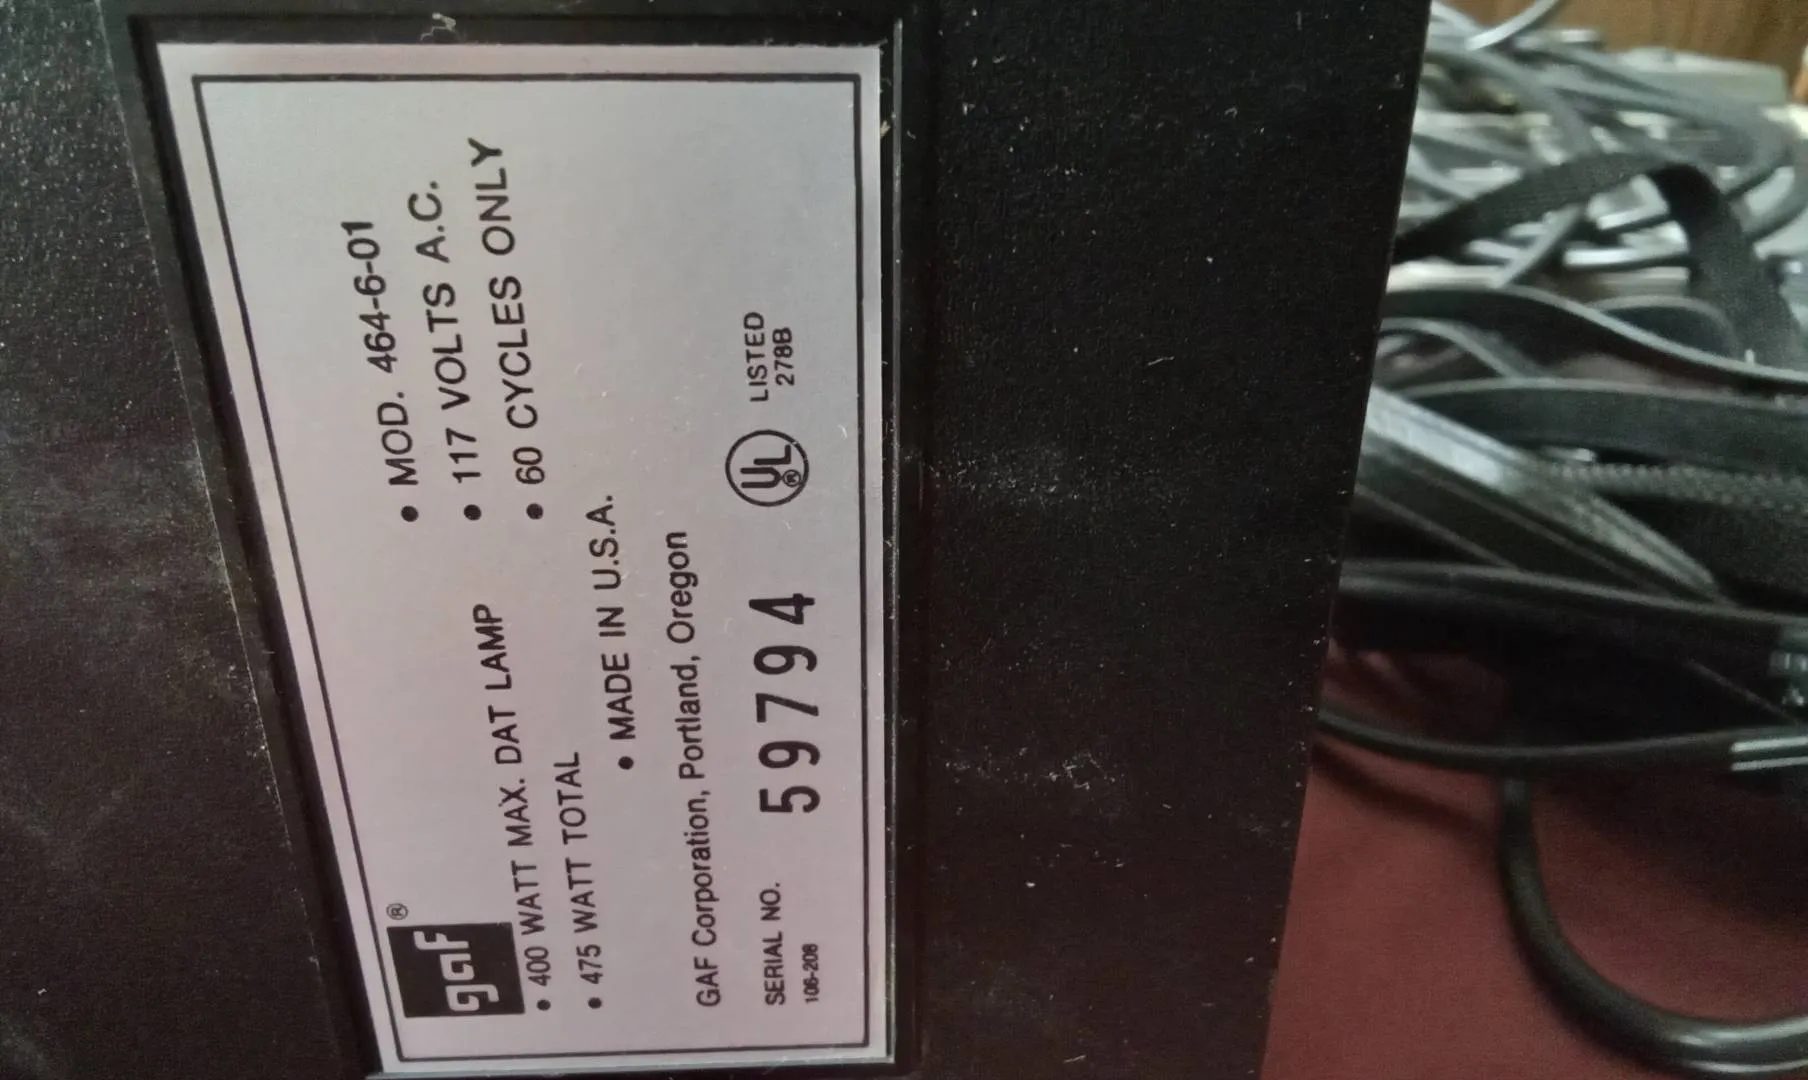 gaf®
• 400 WATT MAX. DAT LAMP
• 475 WATT TOTAL
• MOD. 464-6-01
• 117 VOLTS A.C.
• 60 CYCLES ONLY
• MADE IN U.S.A.
GAF Corporation, Portland, Oregon
SERIAL NO. 59794
106-208
UL®
LISTED
278B